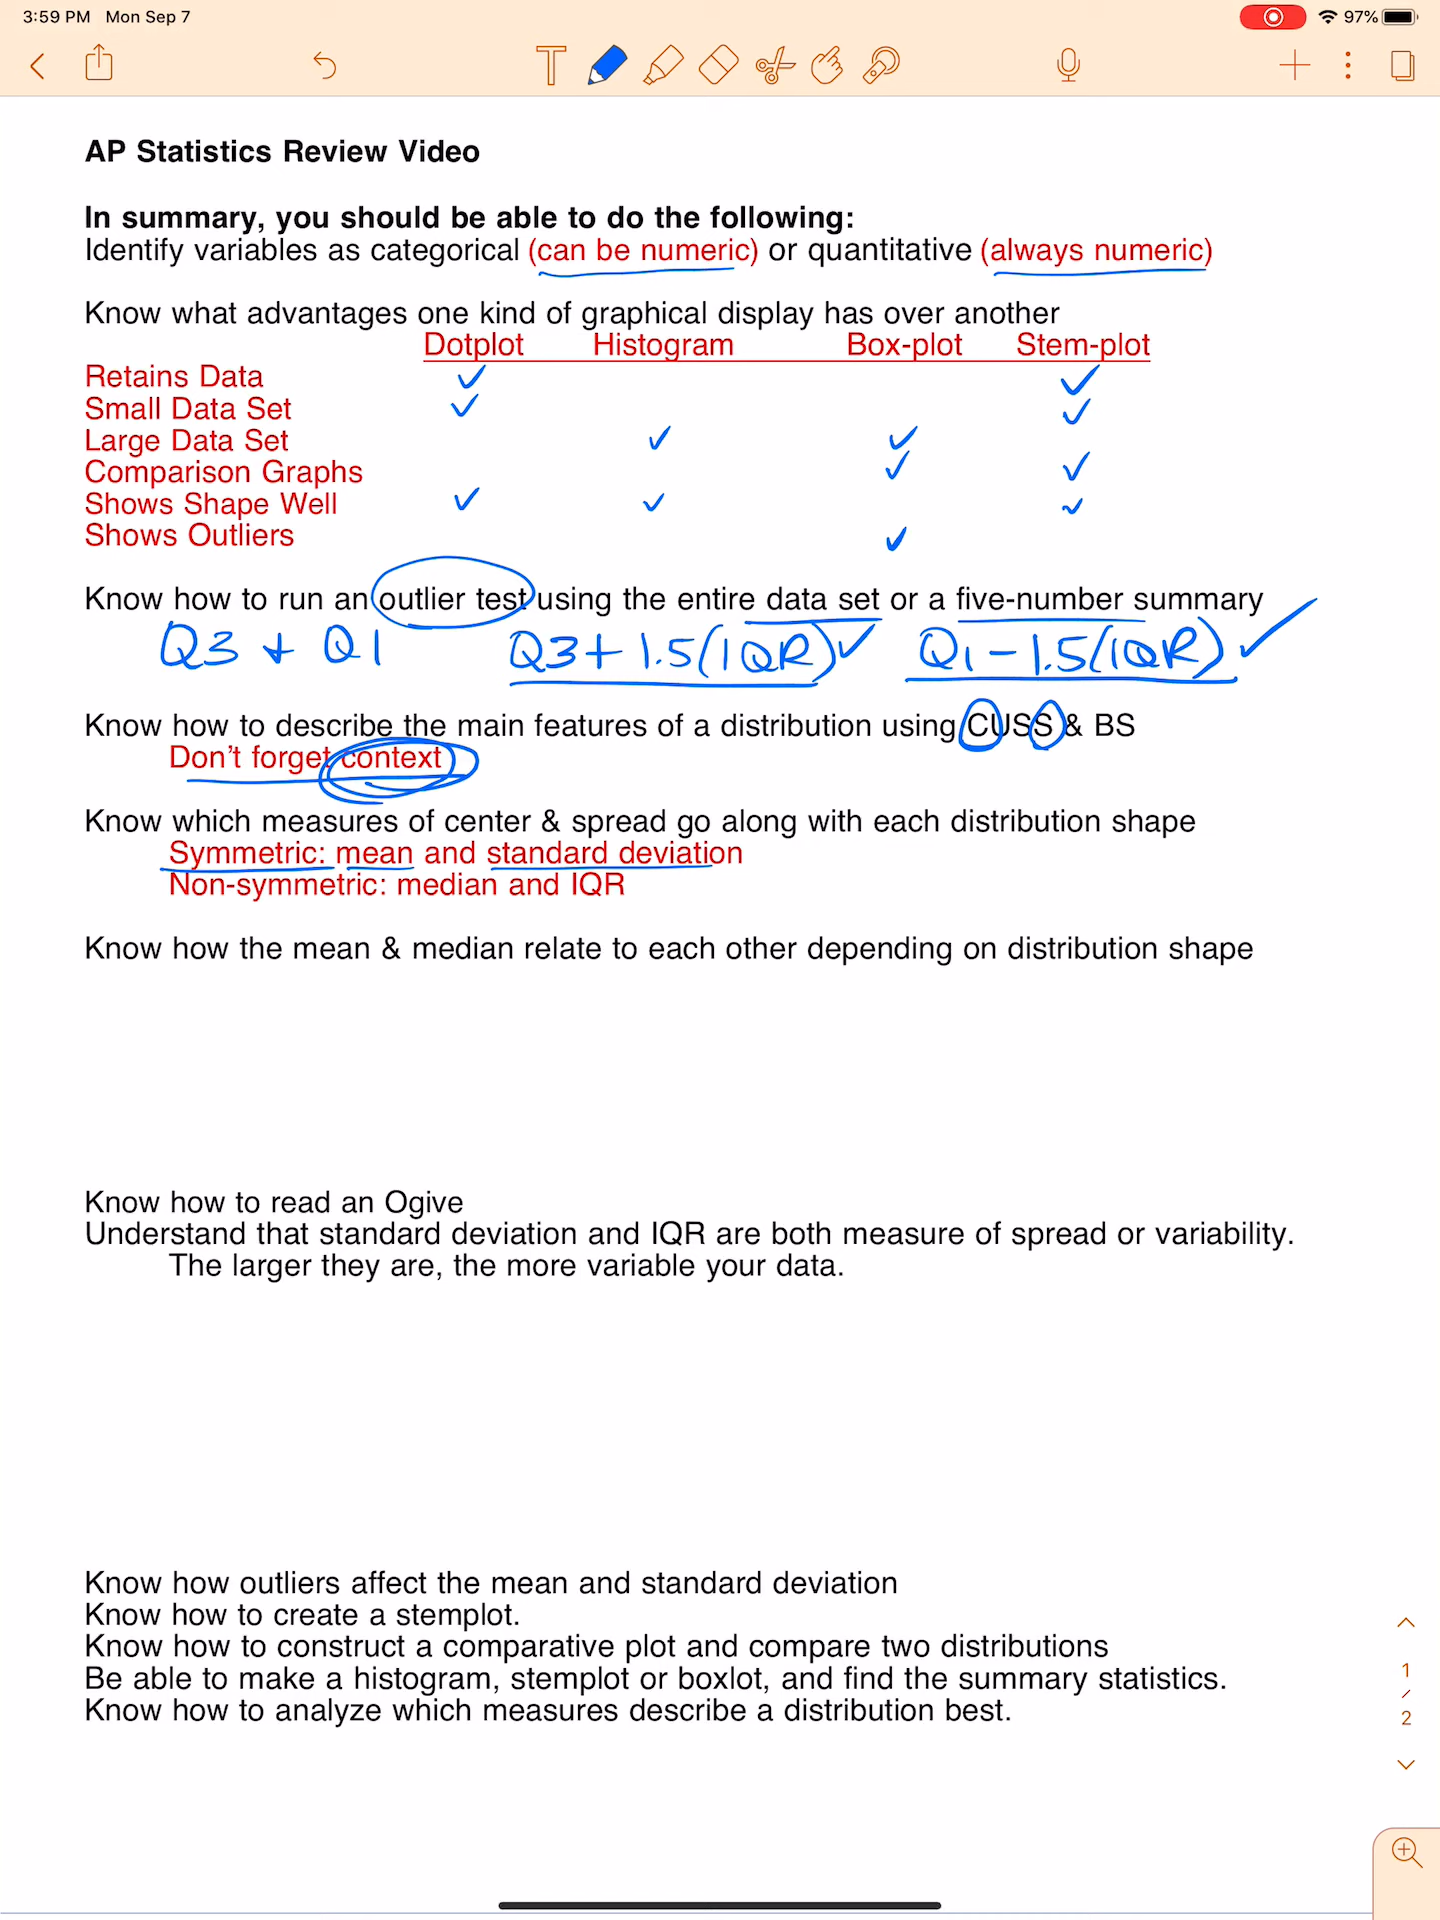 3:59 PM Mon Sep 7 97%
AP Statistics Review Video
In summary, you should be able to do the following:
Identify variables as categorical (can be numeric) or quantitative (always numeric)
Know what advantages one kind of graphical display has over another
Dotplot Histogram Box-plot Stem-plot
Retains Data ✓ ✓
Small Data Set ✓ ✓
Large Data Set ✓ ✓
Comparison Graphs ✓ ✓
Shows Shape Well ✓ ✓ ✓
Shows Outliers ✓
Know how to run an outlier test using the entire data set or a five-number summary
Q3 + Q1 Q3+1.5(IQR)✓ Q1-1.5(IQR)✓
Know how to describe the main features of a distribution using CUSS & BS
Don't forget context
Know which measures of center & spread go along with each distribution shape
Symmetric: mean and standard deviation
Non-symmetric: median and IQR
Know how the mean & median relate to each other depending on distribution shape
Know how to read an Ogive
Understand that standard deviation and IQR are both measure of spread or variability.
The larger they are, the more variable your data.
Know how outliers affect the mean and standard deviation
Know how to create a stemplot.
Know how to construct a comparative plot and compare two distributions
Be able to make a histogram, stemplot or boxlot, and find the summary statistics.
Know how to analyze which measures describe a distribution best.
1
/
2